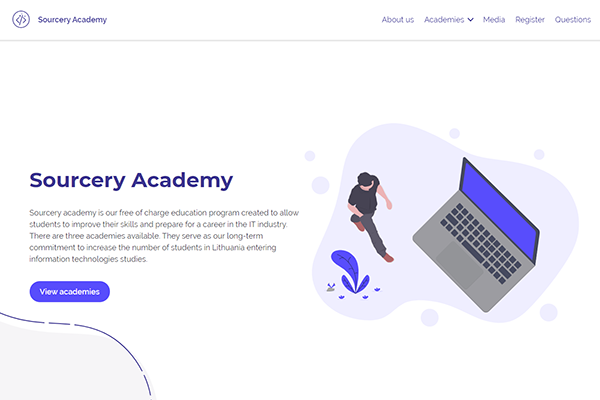 Sourcery Academy
About us Academies Media Register Questions
Sourcery Academy
Sourcery academy is our free of charge education program created to allow
students to improve their skills and prepare for a career in the IT industry.
There are three academies available. They serve as our long-term
commitment to increase the number of students in Lithuania entering
information technologies studies.
View academies